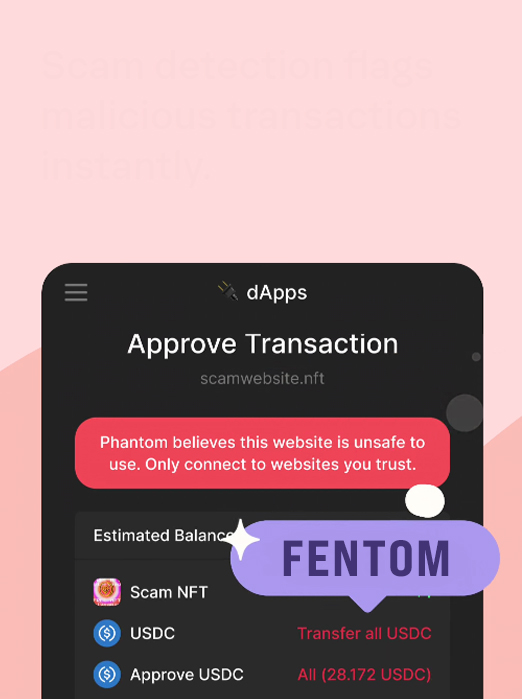 Scam detection flags
malicious transactions
instantly.
dApps
Approve Transaction
scamwebsite.nft
Phantom believes this website is unsafe to
use. Only connect to websites you trust.
Estimated Balance
FENTOM
Scam NFT
USDC Transfer all USDC
Approve USDC All (28.172 USDC)